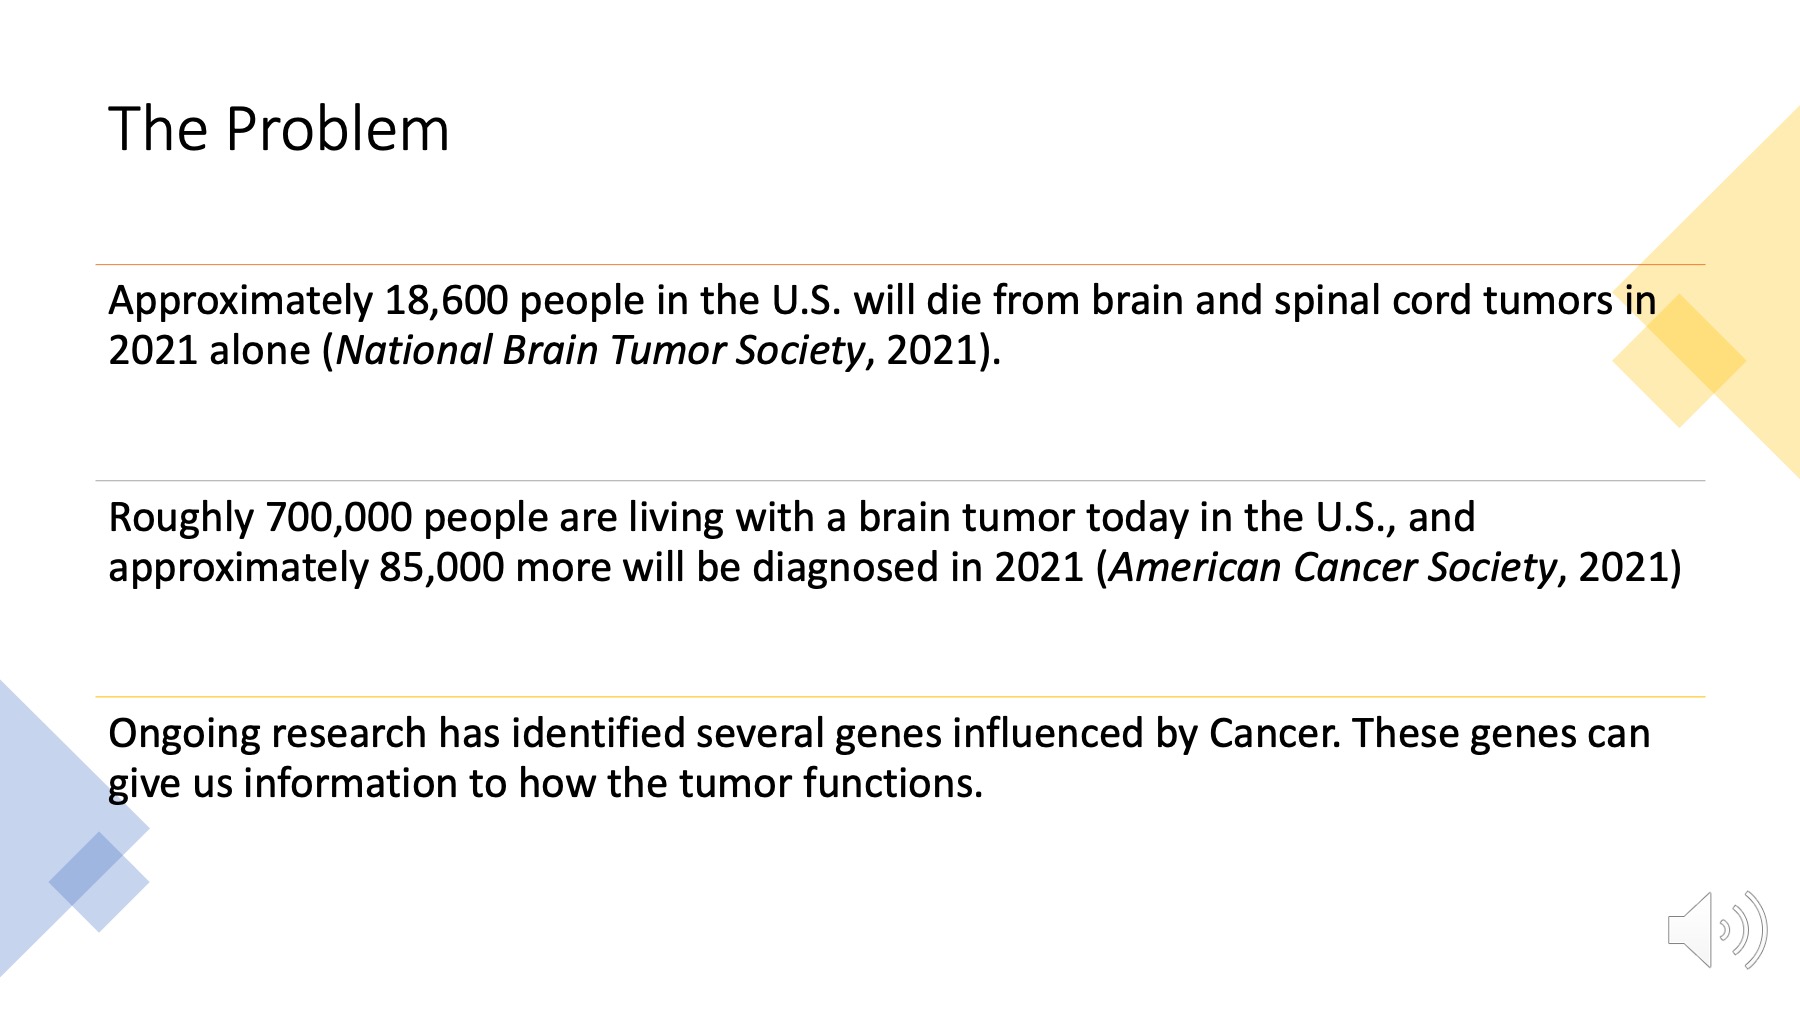 The Problem
Approximately 18,600 people in the U.S. will die from brain and spinal cord tumors in
2021 alone (National Brain Tumor Society, 2021).
Roughly 700,000 people are living with a brain tumor today in the U.S., and
approximately 85,000 more will be diagnosed in 2021 (American Cancer Society, 2021)
Ongoing research has identified several genes influenced by Cancer. These genes can
give us information to how the tumor functions.